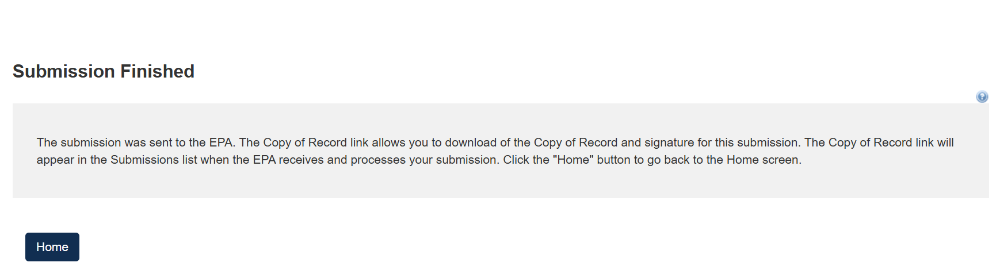 Submission Finished
The submission was sent to the EPA. The Copy of Record link allows you to download of the Copy of Record and signature for this submission. The Copy of Record link will
appear in the Submissions list when the EPA receives and processes your submission. Click the "Home" button to go back to the Home screen.
Home